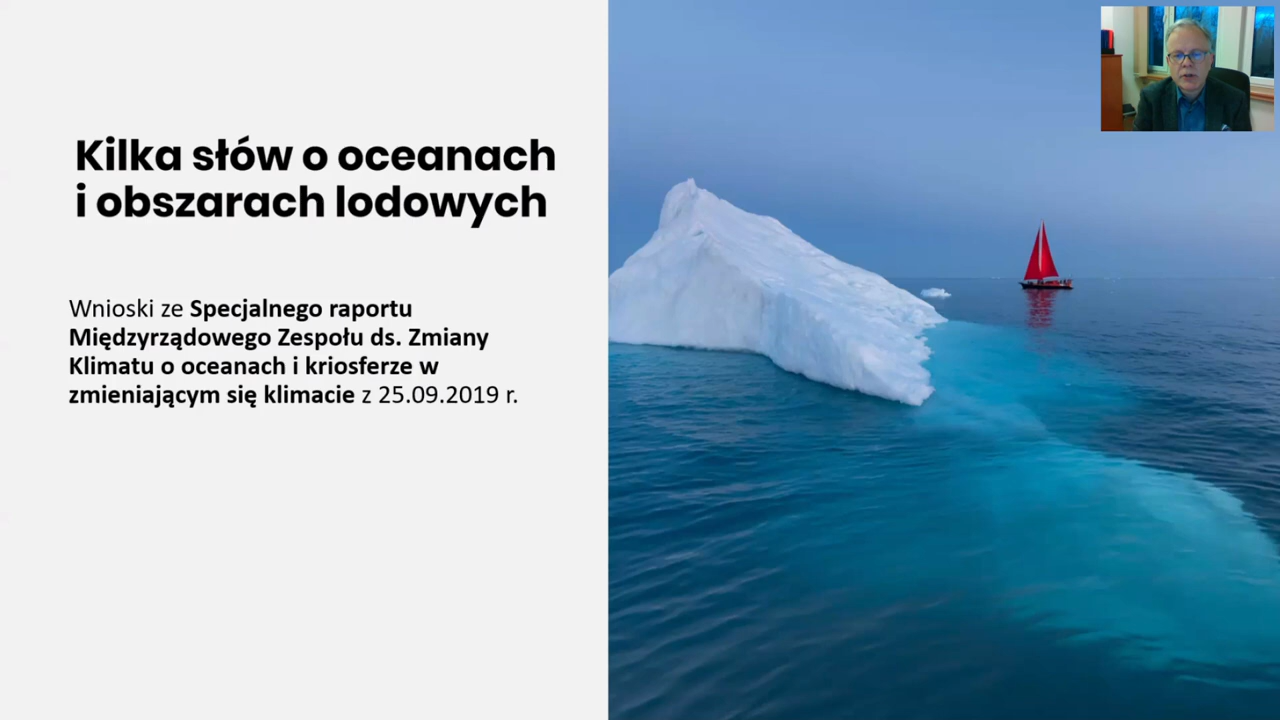 Kilka słów o oceanach
i obszarach lodowych
Wnioski ze Specjalnego raportu
Międzyrządowego Zespołu ds. Zmiany
Klimatu o oceanach i kriosferze w
zmieniającym się klimacie z 25.09.2019 r.